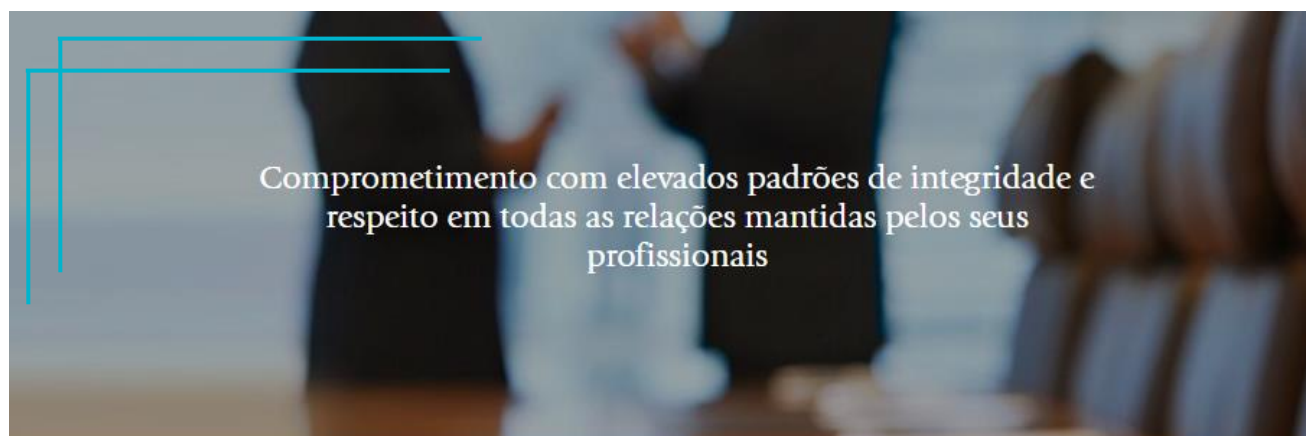 Comprometimento com elevados padrões de integridade e
respeito em todas as relações mantidas pelos seus
profissionais